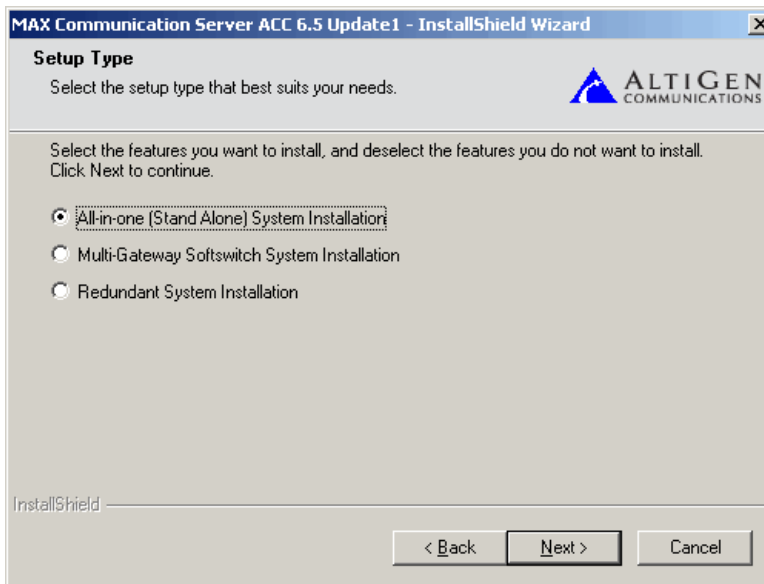 MAX Communication Server ACC 6.5 Update1 - InstallShield Wizard
Setup Type
Select the setup type that best suits your needs.
ALTIGEN
COMMUNICATIONS
Select the features you want to install, and deselect the features you do not want to install.
Click Next to continue.
All-in-one (Stand Alone) System Installation
Multi-Gateway Softswitch System Installation
Redundant System Installation
InstallShield
< Back
Next >
Cancel